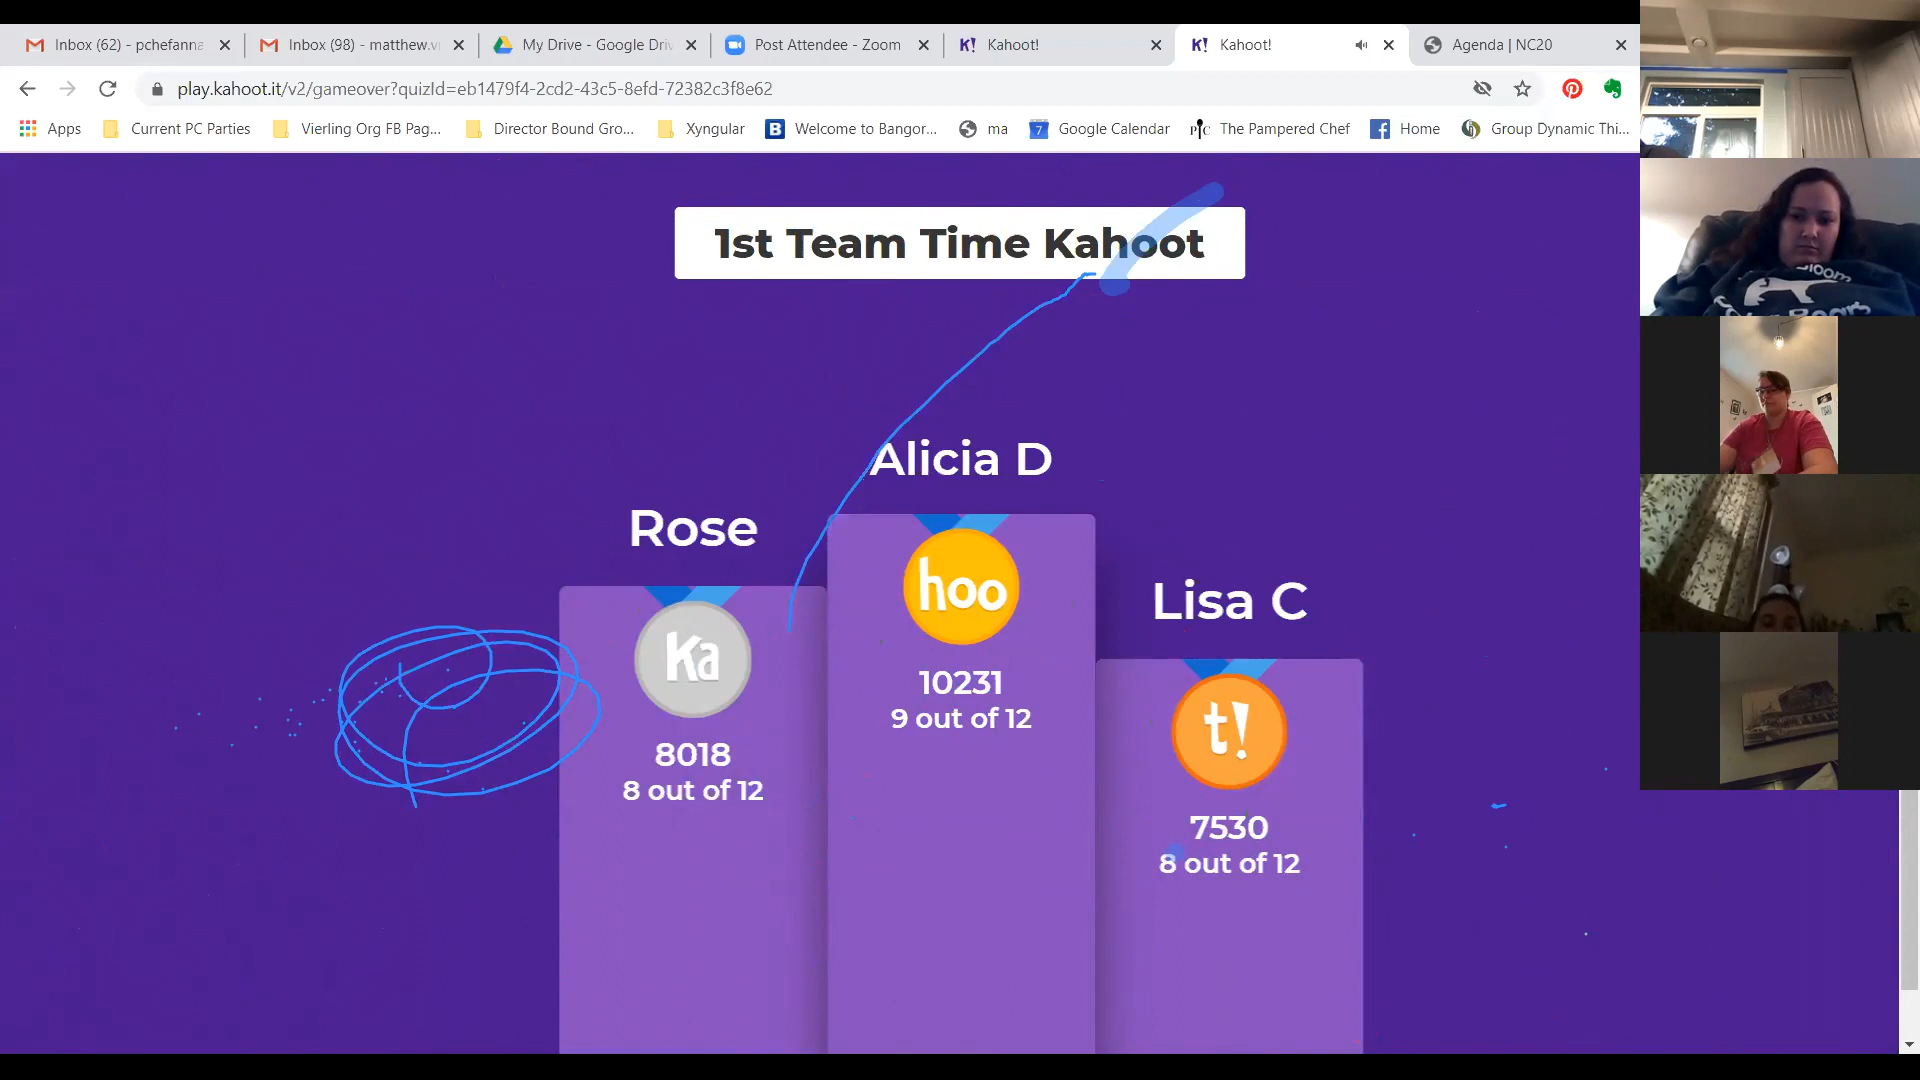 Inbox (62) - pchefanna
Inbox (98) - matthew.v
My Drive - Google Driv
Post Attendee - Zoom
Kahoot!
Kahoot!
Agenda | NC20
play.kahoot.it/v2/gameover?quizId=eb1479f4-2cd2-43c5-8efd-72382c3f8e62
Apps
Current PC Parties
Vierling Org FB Pag...
Director Bound Gro...
Xyngular
B
Welcome to Bangor...
ma
7
Google Calendar
The Pampered Chef
Home
Group Dynamic Thi...
1st Team Time Kahoot
Alicia D
Rose
Lisa C
hoo
10231
9 out of 12
Ka
8018
8 out of 12
t!
7530
8 out of 12